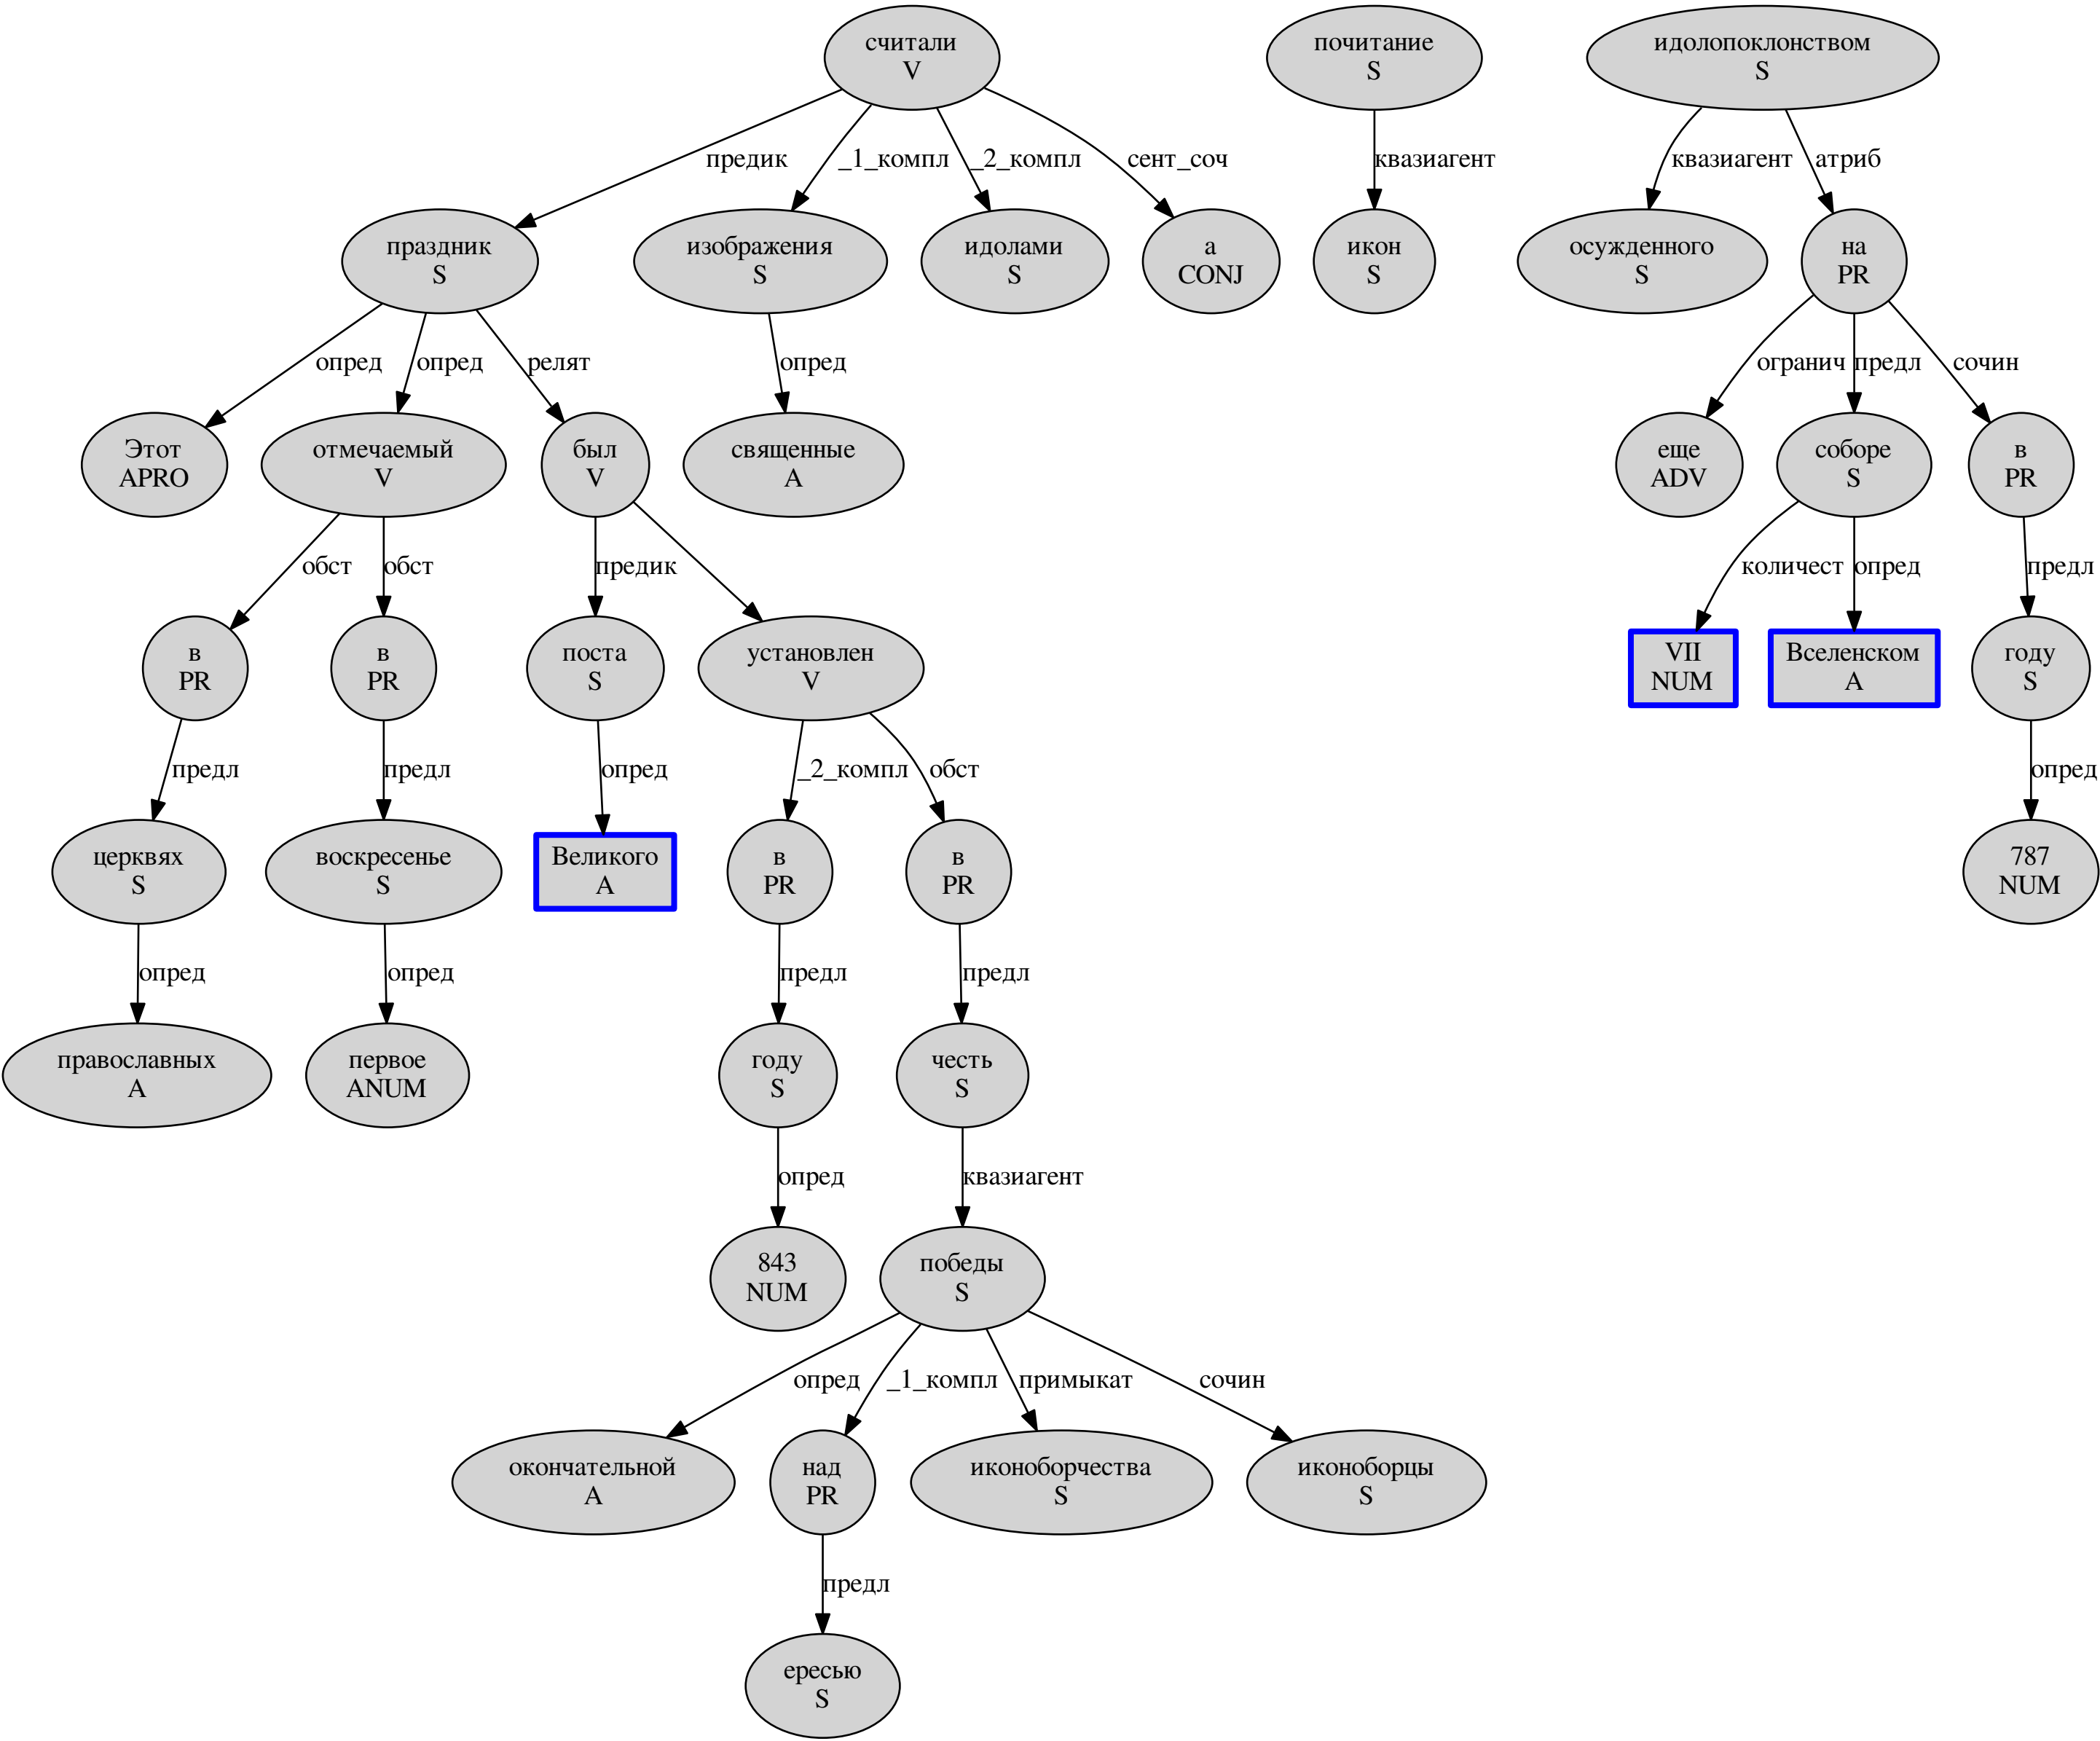 считали
V
почитание
S
идолопоклонством
S
предик
_1_компл
_2_компл
сент_соч
квазиагент
квазиагент
атриб
праздник
S
изображения
S
идолами
S
а
CONJ
икон
S
осужденного
S
на
PR
опред
опред
релят
опред
огранич
предл
сочин
Этот
APRO
отмечаемый
V
был
V
священные
A
еще
ADV
соборе
S
в
PR
обст
обст
предик
количест
опред
предл
в
PR
в
PR
поста
S
установлен
V
VII
NUM
Вселенском
A
году
S
предл
предл
опред
_2_компл
обст
опред
церквях
S
воскресенье
S
Великого
A
в
PR
в
PR
787
NUM
опред
опред
предл
предл
православных
A
первое
ANUM
году
S
честь
S
опред
квазиагент
843
NUM
победы
S
опред
_1_компл
примыкат
сочин
окончательной
A
над
PR
иконоборчества
S
иконоборцы
S
предл
ересью
S